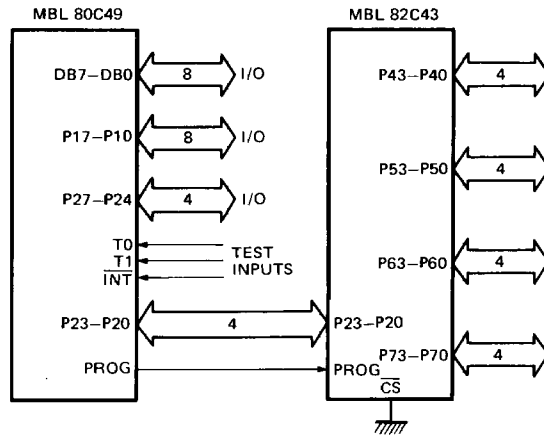 MBL 80C49
DB7–DB0
8
I/O
P17–P10
8
I/O
P27–P24
4
I/O
T0
T1
INT
TEST
INPUTS
P23–P20
4
PROG
MBL 82C43
P43–P40
4
P53–P50
4
P63–P60
4
P23–P20
P73–P70
4
PROG
CS